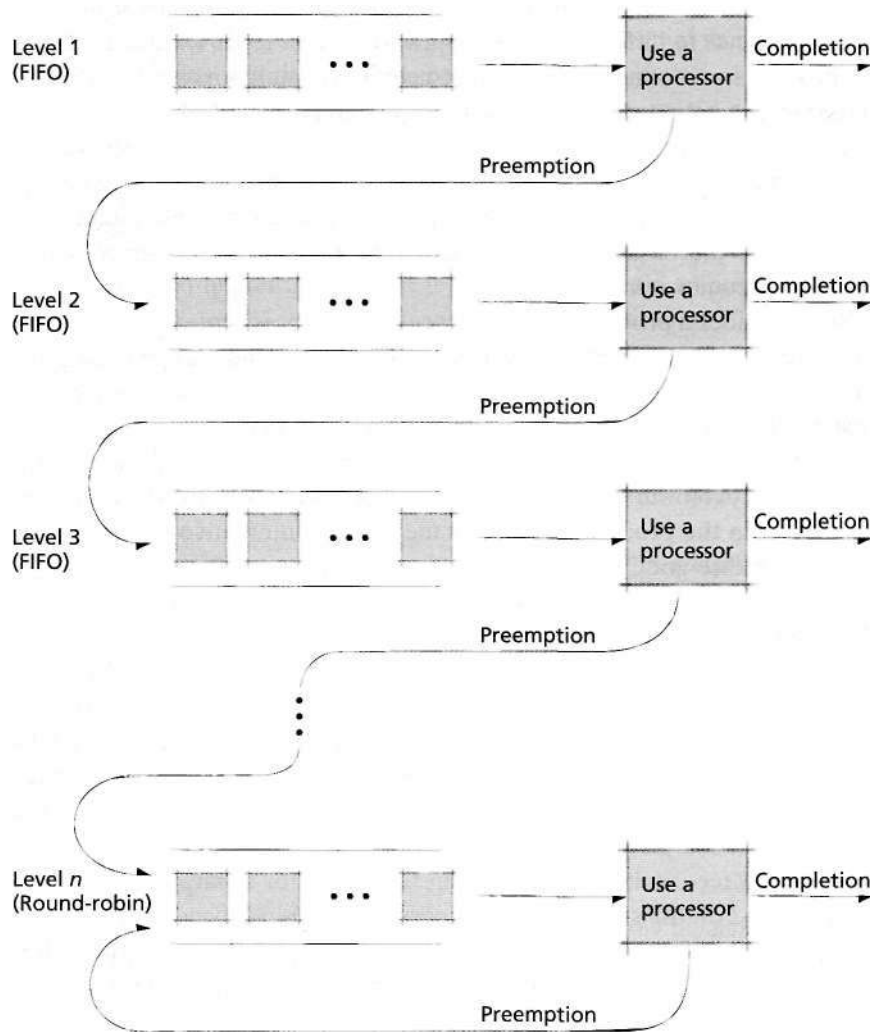 Level 1
(FIFO)
Use a
processor
Completion
Preemption
Level 2
(FIFO)
Use a
processor
Completion
Preemption
Level 3
(FIFO)
Use a
processor
Completion
Preemption
Level n
(Round-robin)
Use a
processor
Completion
Preemption